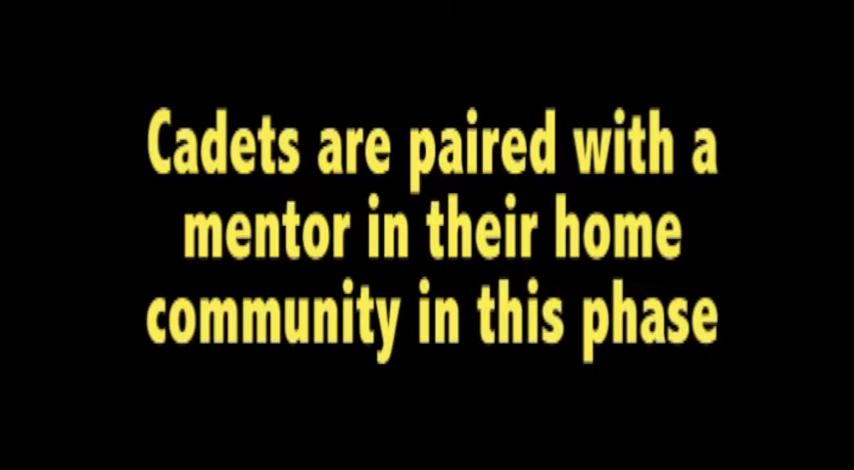 Cadets are paired with a
mentor in their home
community in this phase